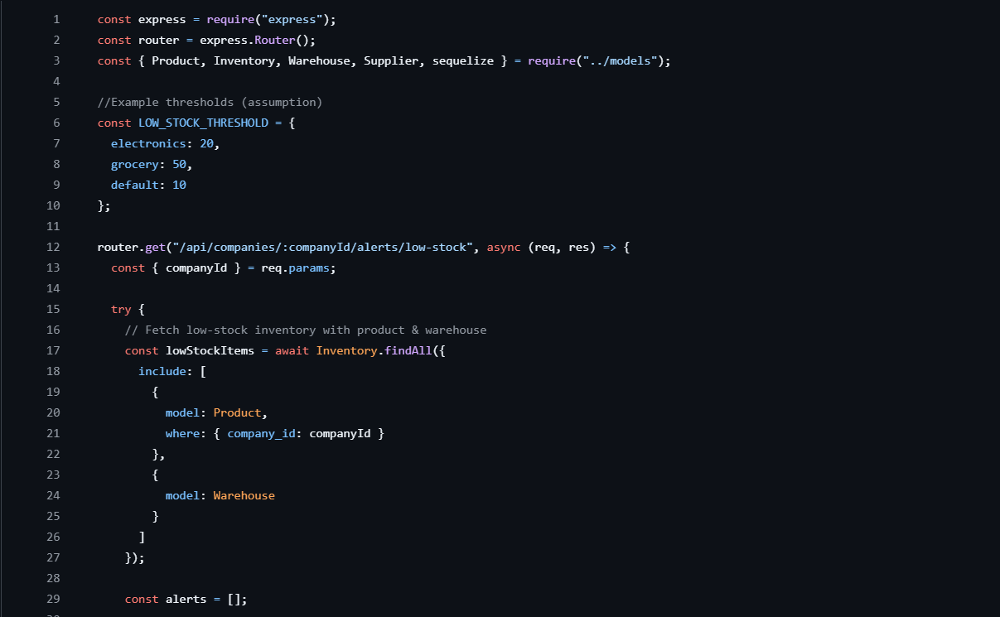 1 const express = require("express");
2 const router = express.Router();
3 const { Product, Inventory, Warehouse, Supplier, sequelize } = require("../models");
4
5 //Example thresholds (assumption)
6 const LOW_STOCK_THRESHOLD = {
7   electronics: 20,
8   grocery: 50,
9   default: 10
10 };
11
12 router.get("/api/companies/:companyId/alerts/low-stock", async (req, res) => {
13   const { companyId } = req.params;
14
15   try {
16     // Fetch low-stock inventory with product & warehouse
17     const lowStockItems = await Inventory.findAll({
18       include: [
19         {
20           model: Product,
21           where: { company_id: companyId }
22         },
23         {
24           model: Warehouse
25         }
26       ]
27     });
28
29     const alerts = [];